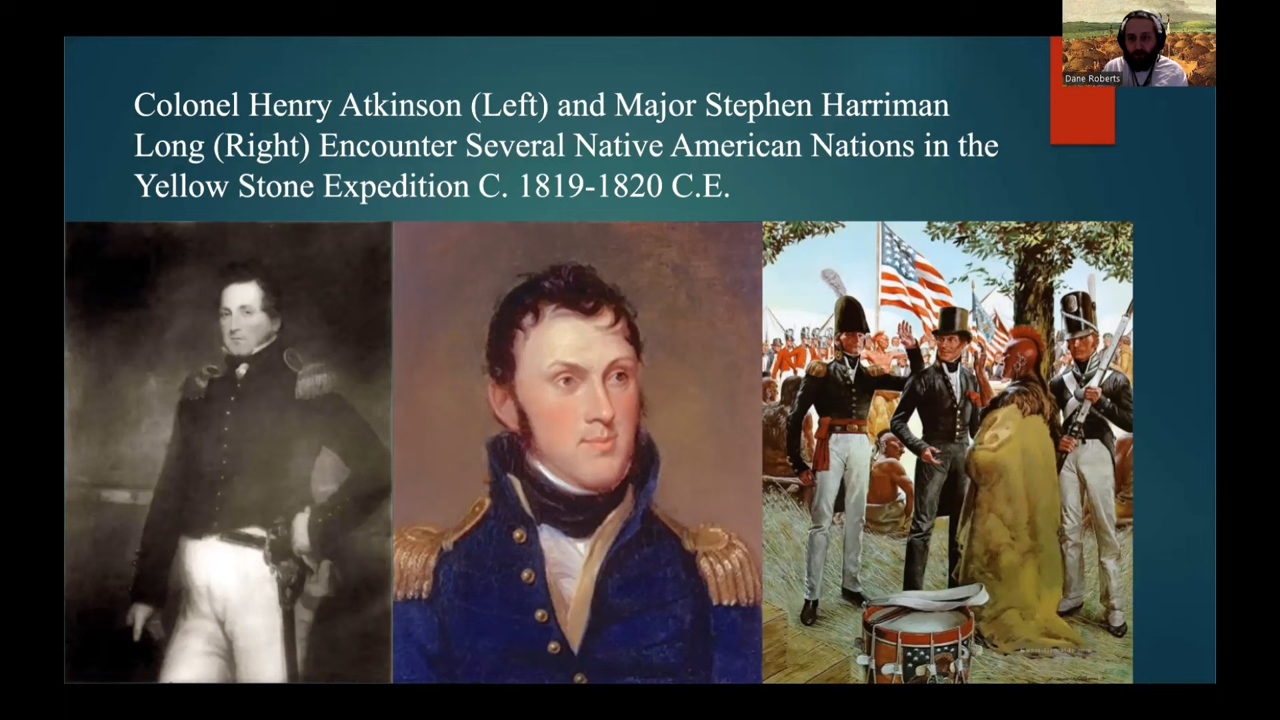 Colonel Henry Atkinson (Left) and Major Stephen Harriman
Long (Right) Encounter Several Native American Nations in the
Yellow Stone Expedition C. 1819-1820 C.E.
Dane Roberts